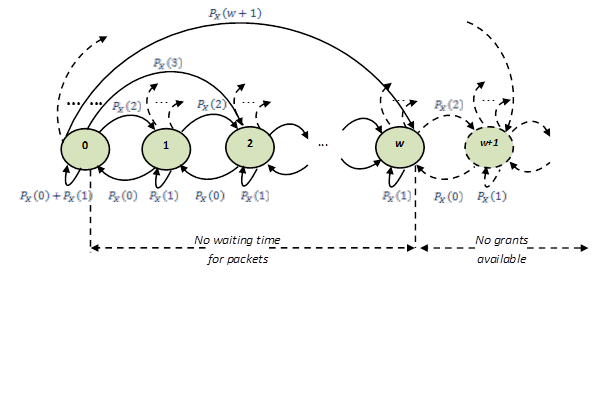 P_X(w + 1)
P_X(3)
... ...
P_X(2)
P_X(2)
...
...
...
P_X(2)
...
0
1
2
...
w
w+1
P_X(0) + P_X(1)
P_X(0)
P_X(1)
P_X(0)
P_X(1)
P_X(1)
P_X(0)
P_X(1)
No waiting time
for packets
No grants
available